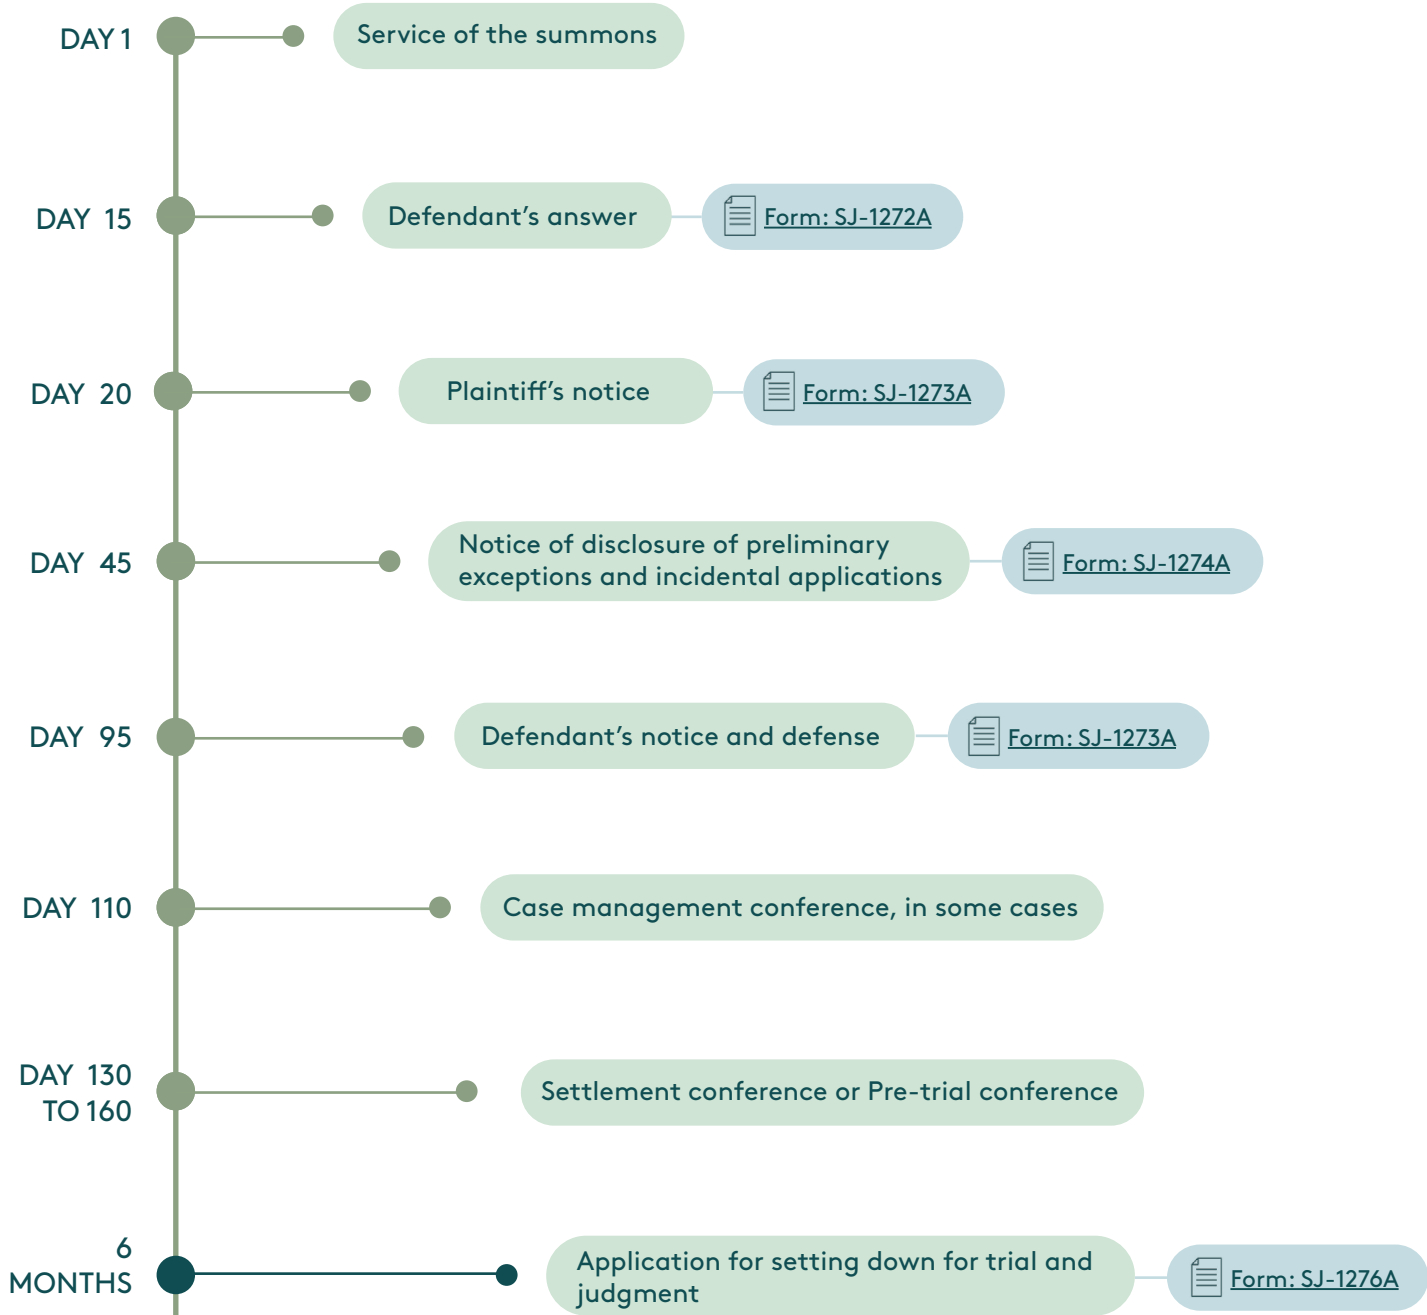 DAY 1
Service of the summons
DAY 15
Defendant's answer
Form: SJ-1272A
DAY 20
Plaintiff's notice
Form: SJ-1273A
DAY 45
Notice of disclosure of preliminary
exceptions and incidental applications
Form: SJ-1274A
DAY 95
Defendant's notice and defense
Form: SJ-1273A
DAY 110
Case management conference, in some cases
DAY 130
TO 160
Settlement conference or Pre-trial conference
6
MONTHS
Application for setting down for trial and
judgment
Form: SJ-1276A